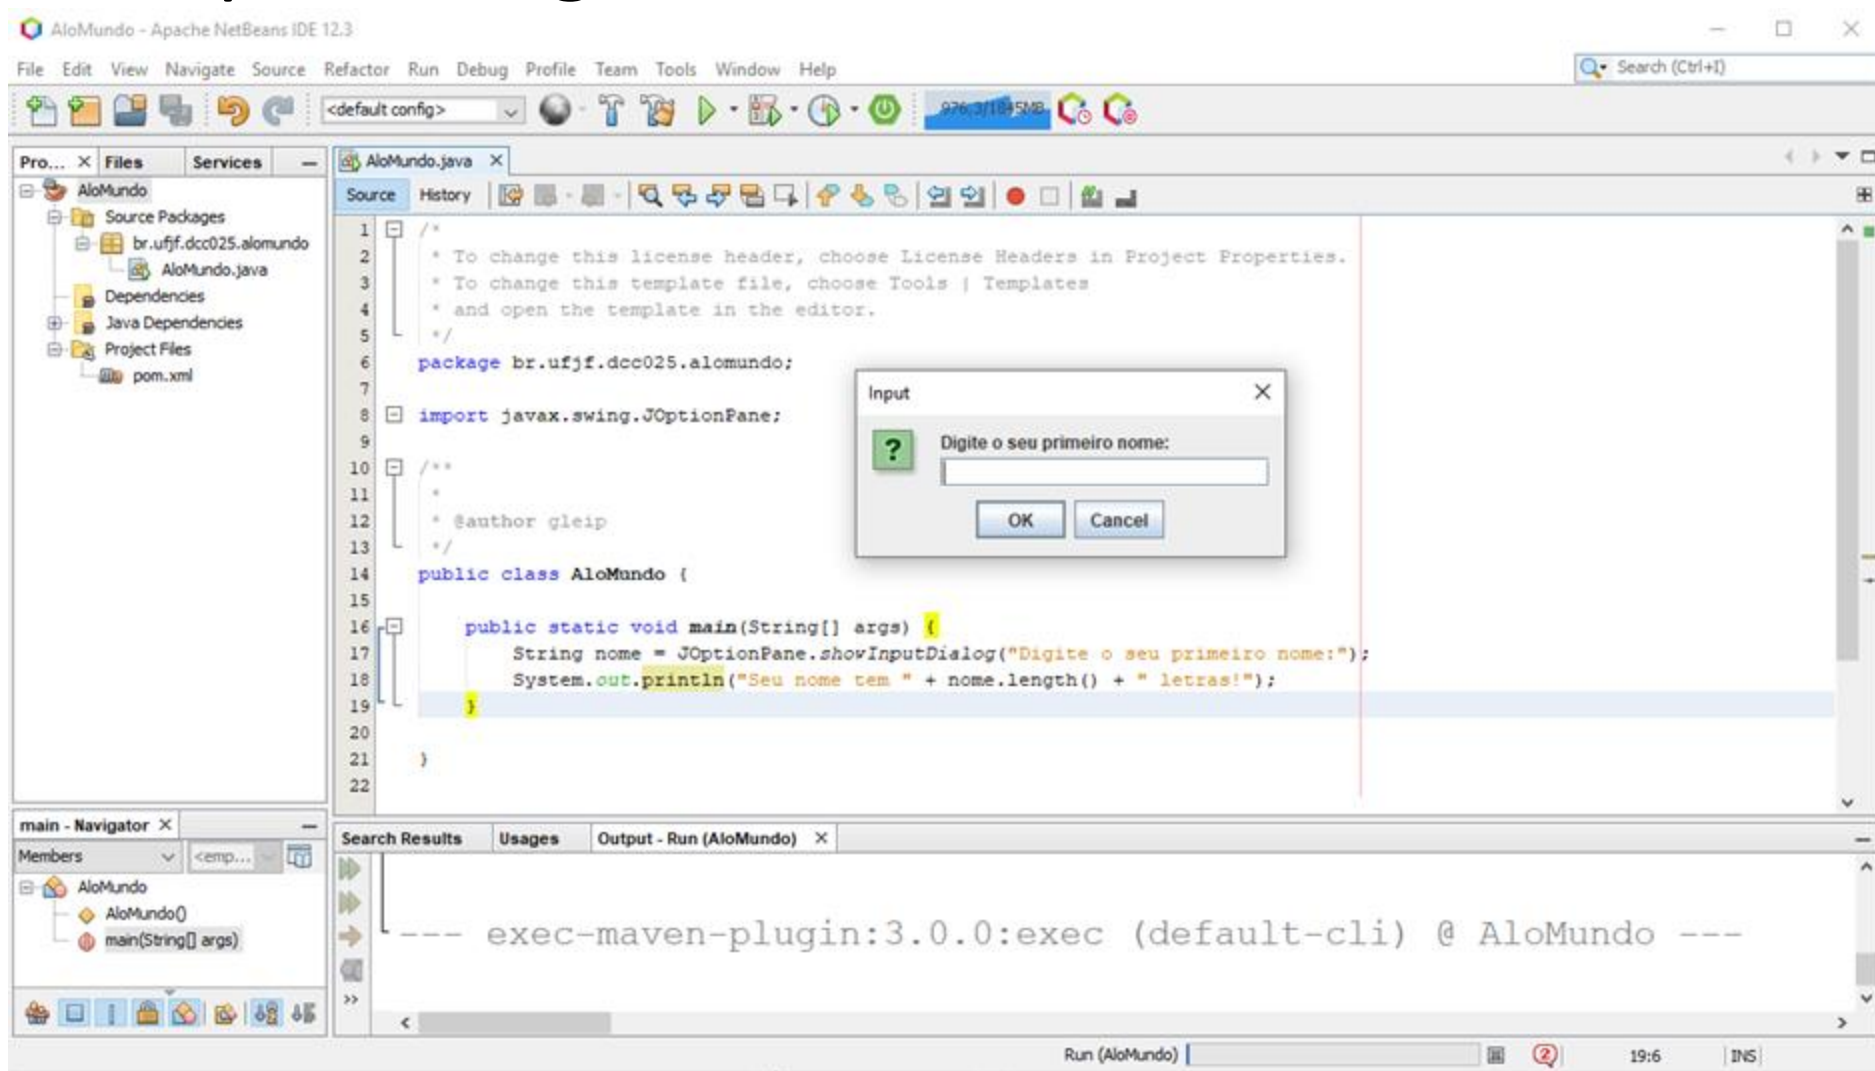 AloMundo - Apache NetBeans IDE 12.3
File Edit View Navigate Source Refactor Run Debug Profile Team Tools Window Help
Search (Ctrl+I)
<default config>
976,3/1845MB
Pro... Files Services
AloMundo
Source Packages
br.ufjf.dcc025.alomundo
AloMundo.java
Dependencies
Java Dependencies
Project Files
pom.xml
AloMundo.java
Source History
1 /*
2 * To change this license header, choose License Headers in Project Properties.
3 * To change this template file, choose Tools | Templates
4 * and open the template in the editor.
5 */
6 package br.ufjf.dcc025.alomundo;
7
8 import javax.swing.JOptionPane;
9
10 /**
11 *
12 * @author gleip
13 */
14 public class AloMundo {
15
16 public static void main(String[] args) {
17 String nome = JOptionPane.showInputDialog("Digite o seu primeiro nome:");
18 System.out.println("Seu nome tem " + nome.length() + " letras!");
19 }
20
21 }
22
Input
Digite o seu primeiro nome:
OK Cancel
main - Navigator
Members <emp...
AloMundo
AloMundo()
main(String[] args)
Search Results Usages Output - Run (AloMundo)
--- exec-maven-plugin:3.0.0:exec (default-cli) @ AloMundo ---
Run (AloMundo) 2 19:6 INS